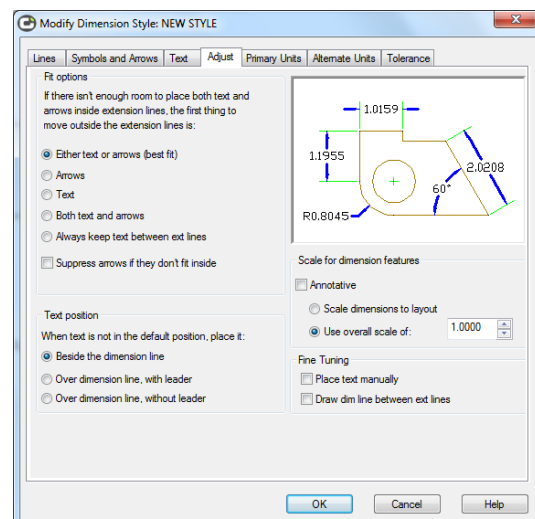 Modify Dimension Style: NEW STYLE
Lines Symbols and Arrows Text Adjust Primary Units Alternate Units Tolerance
Fit options
If there isn't enough room to place both text and
arrows inside extension lines, the first thing to
move outside the extension lines is:
Either text or arrows (best fit)
Arrows
Text
Both text and arrows
Always keep text between ext lines
Suppress arrows if they don't fit inside
Text position
When text is not in the default position, place it:
Beside the dimension line
Over dimension line, with leader
Over dimension line, without leader
1.0159
1.1955
2.0208
60°
R0.8045
Scale for dimension features
Annotative
Scale dimensions to layout
Use overall scale of: 1.0000
Fine Tuning
Place text manually
Draw dim line between ext lines
OK Cancel Help